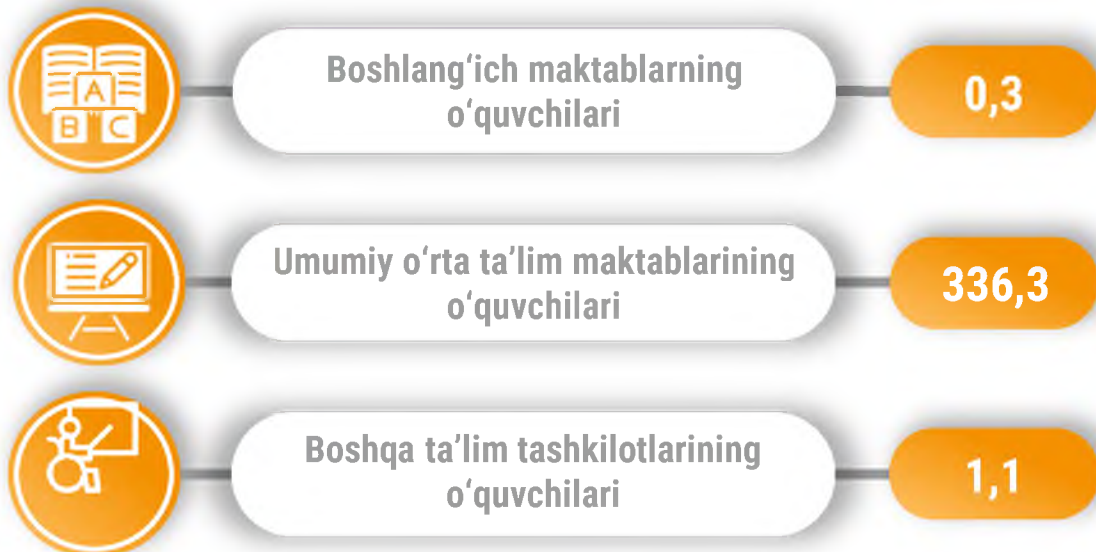 A
B C
Boshlang‘ich maktablarning
o‘quvchilari
0,3
Umumiy o‘rta ta’lim maktablarining
o‘quvchilari
336,3
Boshqa ta’lim tashkilotlarining
o‘quvchilari
1,1